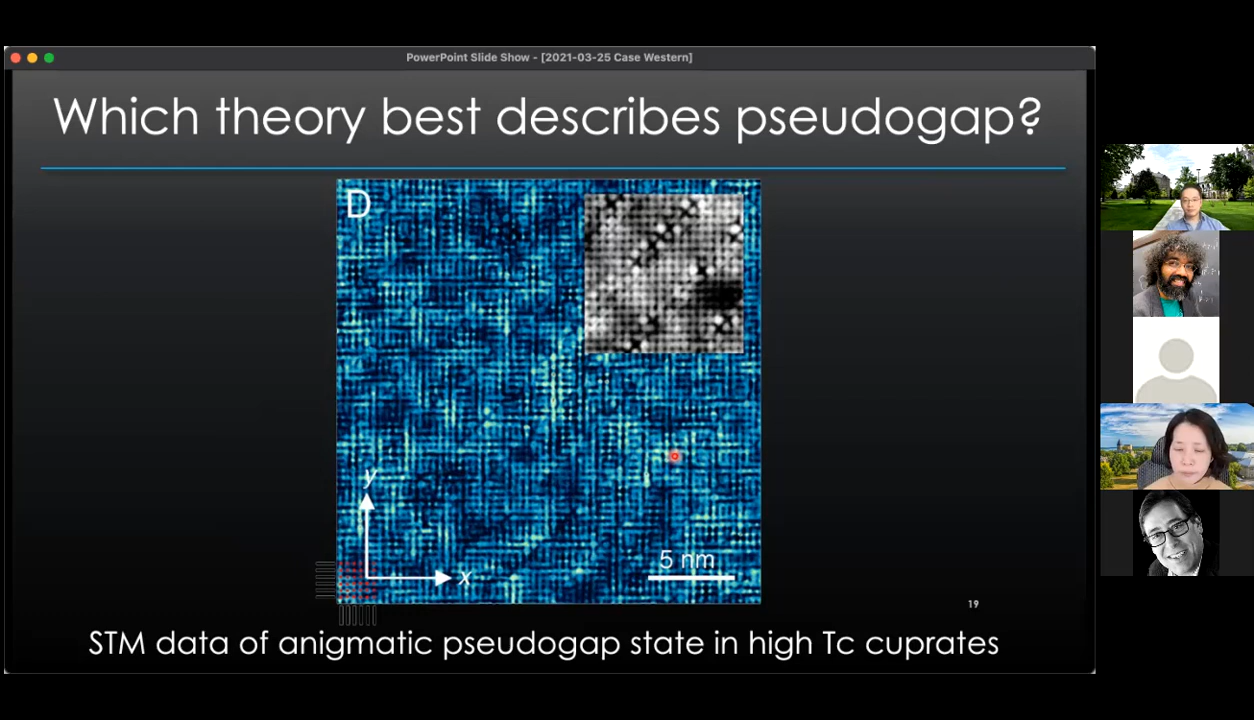 PowerPoint Slide Show - [2021-03-25 Case Western]
Which theory best describes pseudogap?
D
y
x
5 nm
19
STM data of anigmatic pseudogap state in high Tc cuprates